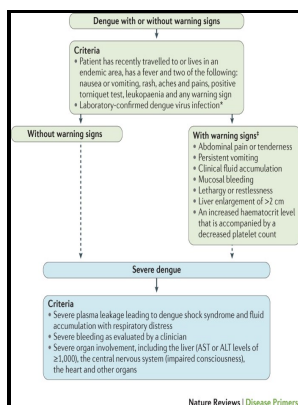 Dengue with or without warning signs
Criteria
• Patient has recently travelled to or lives in an
endemic area, has a fever and two of the following:
nausea or vomiting, rash, aches and pains, positive
torniquet test, leukopaenia and any warning sign
• Laboratory-confirmed dengue virus infection*
Without warning signs
With warning signs‡
• Abdominal pain or tenderness
• Persistent vomiting
• Clinical fluid accumulation
• Mucosal bleeding
• Lethargy or restlessness
• Liver enlargement of >2 cm
• An increased haematocrit level
that is accompanied by a
decreased platelet count
Severe dengue
Criteria
• Severe plasma leakage leading to dengue shock syndrome and fluid
accumulation with respiratory distress
• Severe bleeding as evaluated by a clinician
• Severe organ involvement, including the liver (AST or ALT levels of
≥1,000), the central nervous system (impaired consciousness),
the heart and other organs
Nature Reviews | Disease Primers